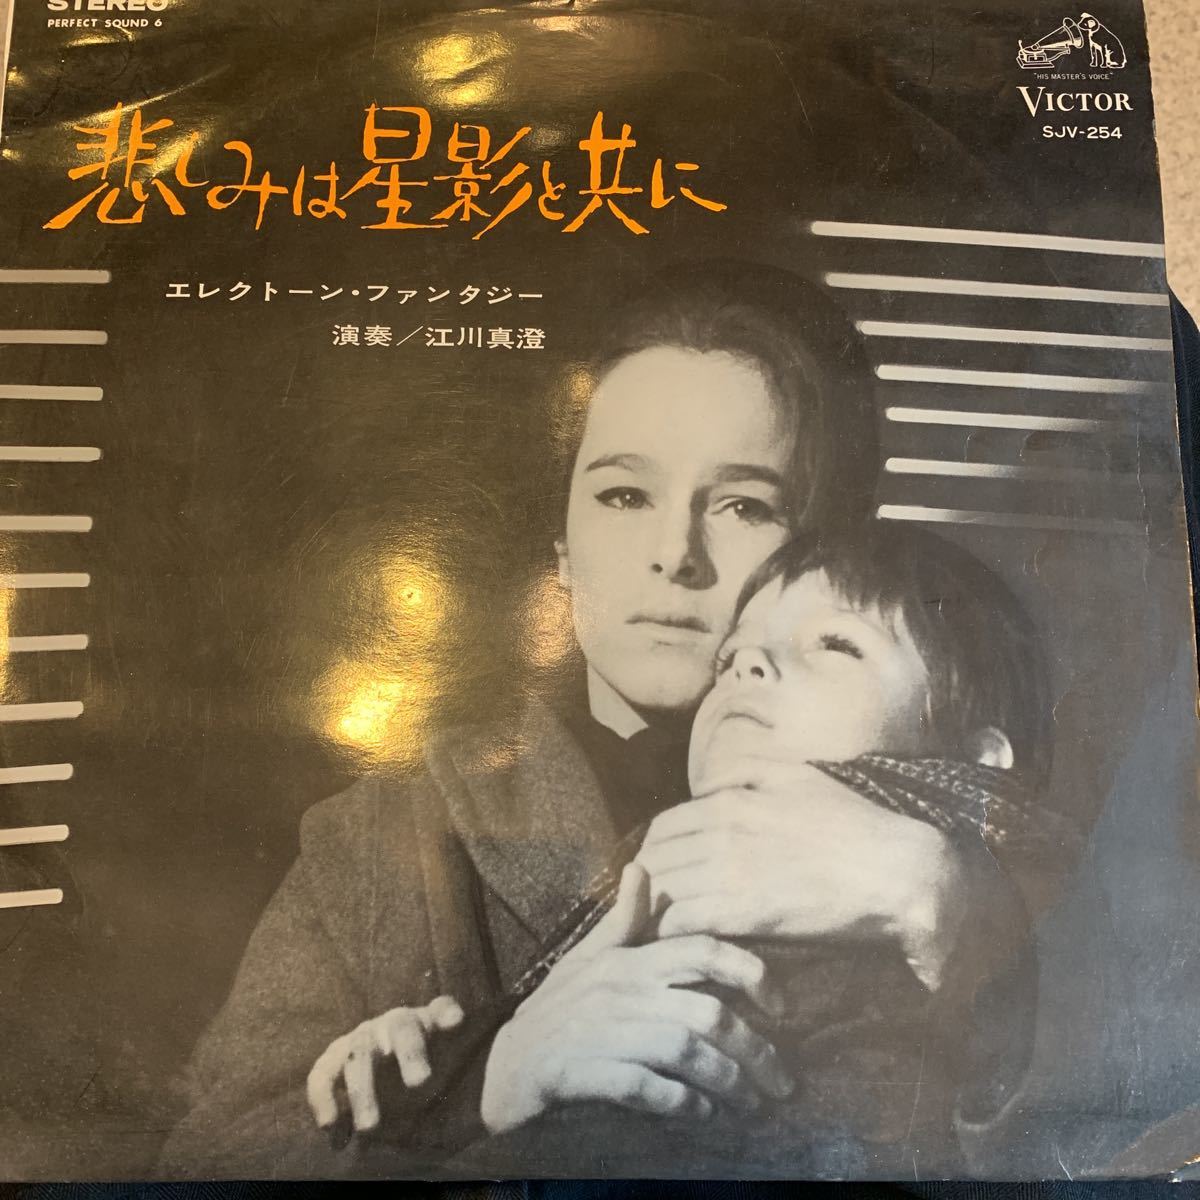 STEREO
PERFECT SOUND 6
"HIS MASTER'S VOICE"
VICTOR
SJV-254
悲しみは星影と共に
エレクトーン・ファンタジー
演奏／江川真澄